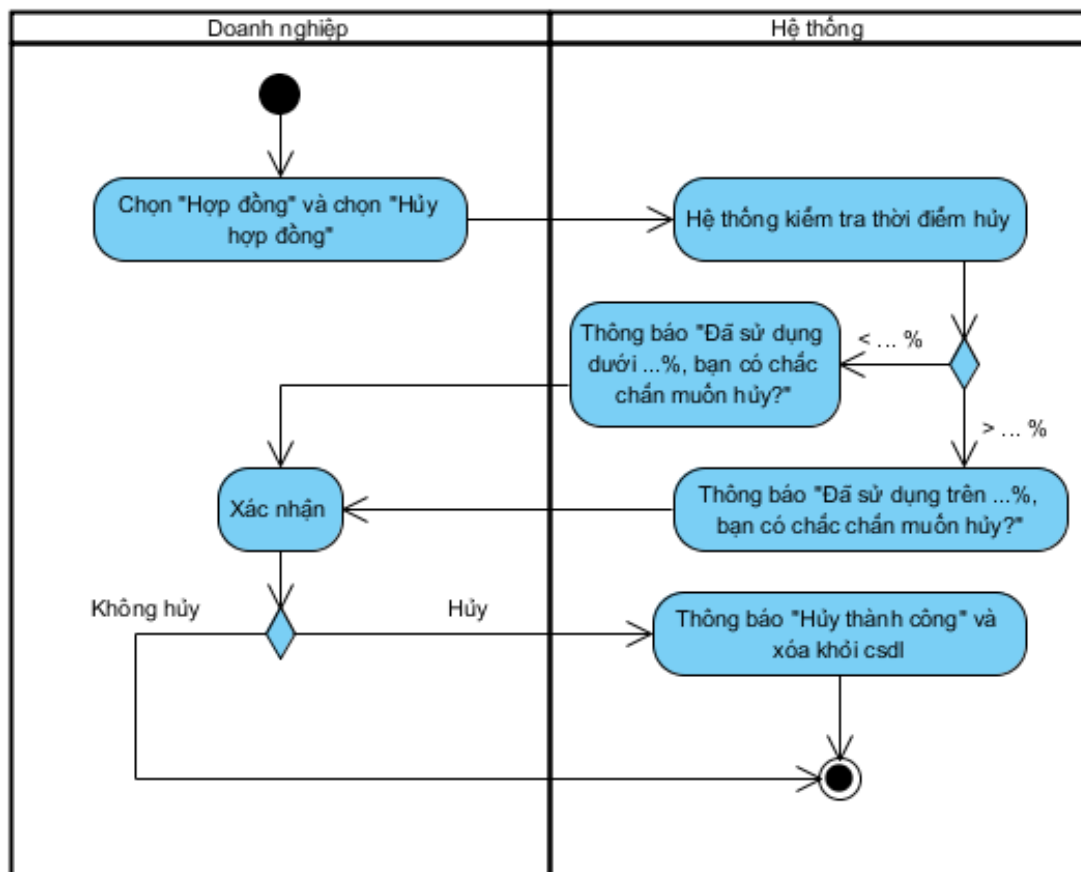 Doanh nghiệp
Hệ thống
Chọn "Hợp đồng" và chọn "Hủy
hợp đồng"
Hệ thống kiểm tra thời điểm hủy
Thông báo "Đã sử dụng
dưới ...%, bạn có chắc
chắn muốn hủy?"
< ... %
> ... %
Xác nhận
Thông báo "Đã sử dụng trên ...%,
bạn có chắc chắn muốn hủy?"
Không hủy
Hủy
Thông báo "Hủy thành công" và
xóa khỏi csdl